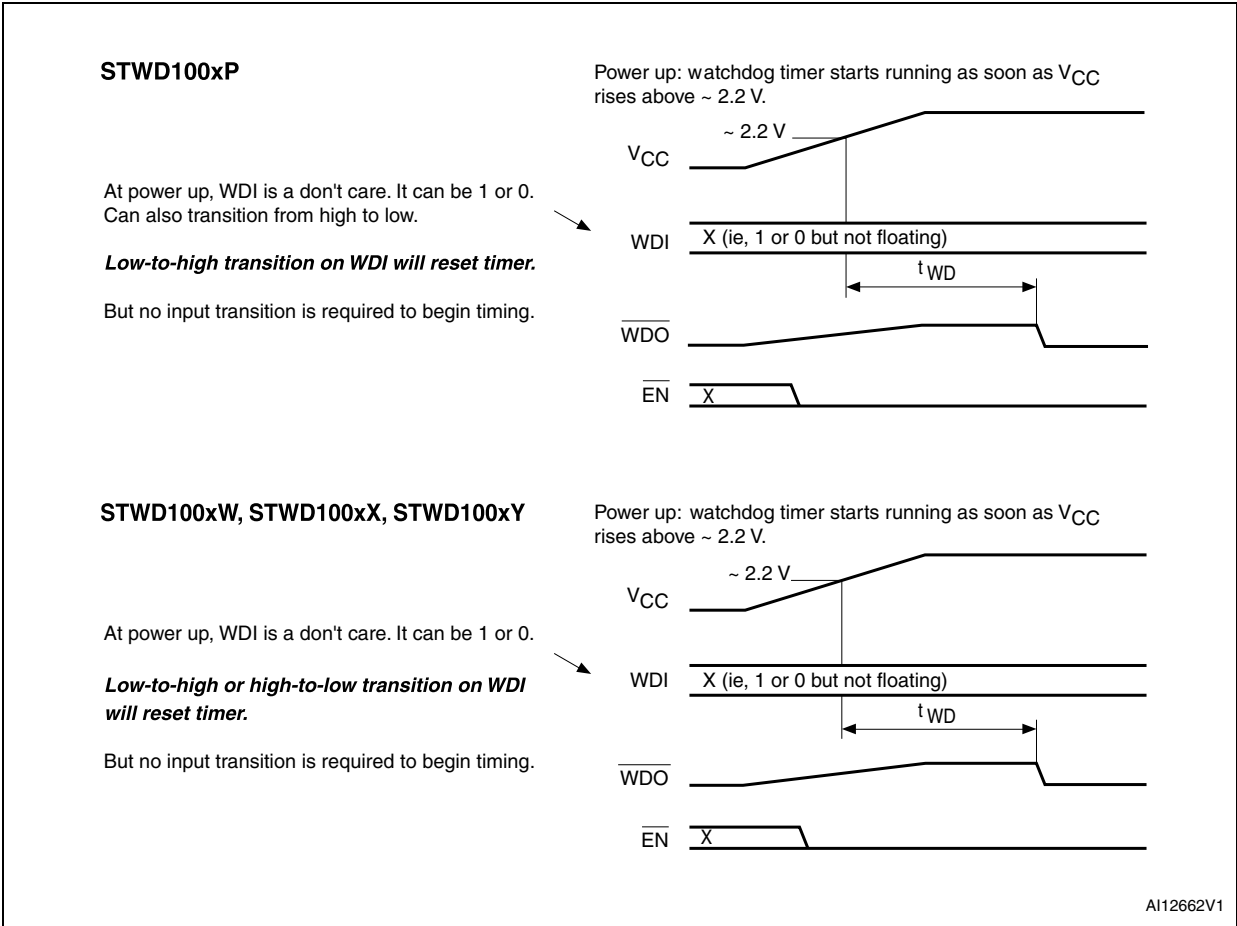 STWD100xP
Power up: watchdog timer starts running as soon as VCC
rises above ~ 2.2 V.
~ 2.2 V
VCC
At power up, WDI is a don't care. It can be 1 or 0.
Can also transition from high to low.
WDI
X (ie, 1 or 0 but not floating)
Low-to-high transition on WDI will reset timer.
tWD
But no input transition is required to begin timing.
WDO
EN
X
STWD100xW, STWD100xX, STWD100xY
Power up: watchdog timer starts running as soon as VCC
rises above ~ 2.2 V.
~ 2.2 V
VCC
At power up, WDI is a don't care. It can be 1 or 0.
WDI
X (ie, 1 or 0 but not floating)
Low-to-high or high-to-low transition on WDI
will reset timer.
tWD
But no input transition is required to begin timing.
WDO
EN
X
AI12662V1